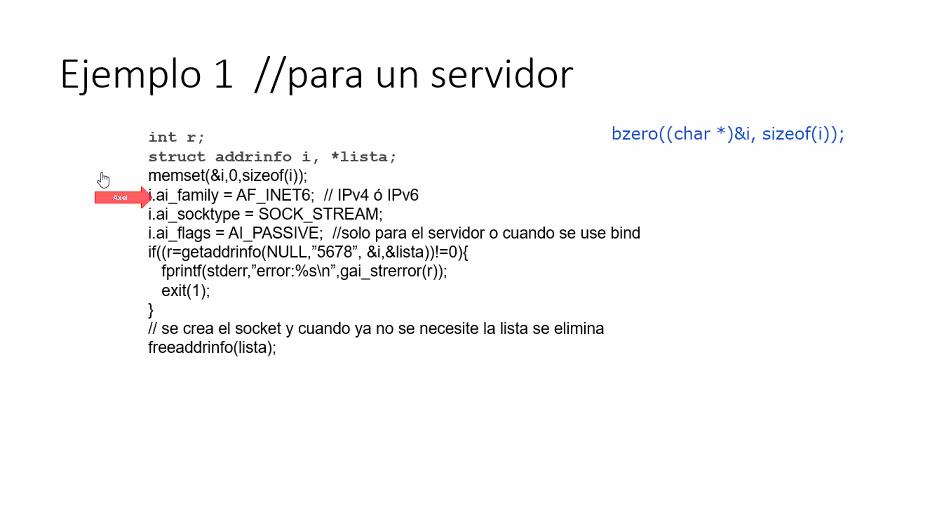 Ejemplo 1 //para un servidor
bzero((char *)&i, sizeof(i));
int r;
struct addrinfo i, *lista;
memset(&i,0,sizeof(i));
Axel
i.ai_family = AF_INET6; // IPv4 ó IPv6
i.ai_socktype = SOCK_STREAM;
i.ai_flags = AI_PASSIVE; //solo para el servidor o cuando se use bind
if((r=getaddrinfo(NULL,”5678”, &i,&lista))!=0){
fprintf(stderr,”error:%s\n”,gai_strerror(r));
exit(1);
}
// se crea el socket y cuando ya no se necesite la lista se elimina
freeaddrinfo(lista);